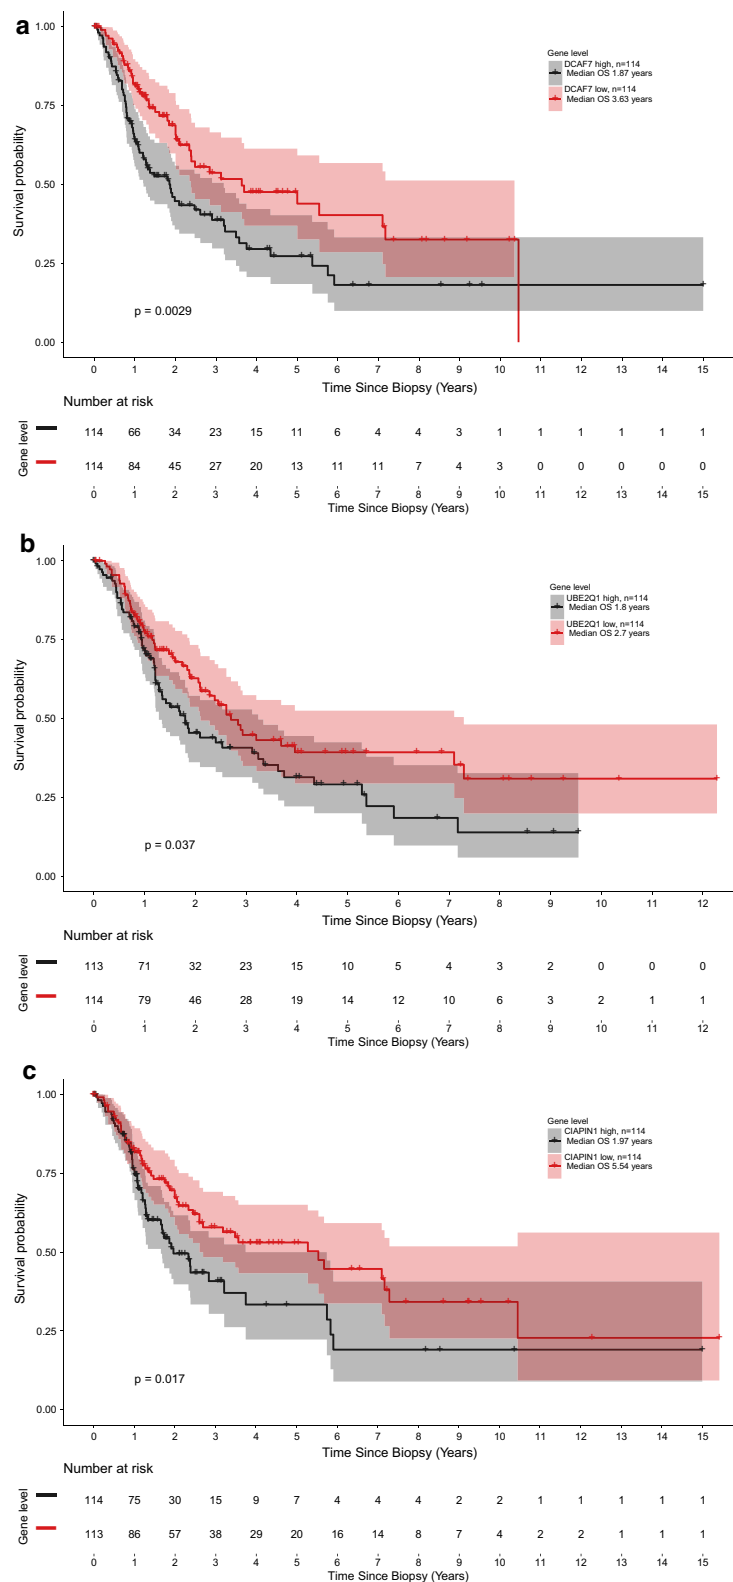 a
Gene level
DCAF7 high, n=114
Median OS 1.87 years
DCAF7 low, n=114
Median OS 3.63 years
Survival probability
1.00
0.75
0.50
0.25
0.00
p = 0.0029
0 1 2 3 4 5 6 7 8 9 10 11 12 13 14 15
Time Since Biopsy (Years)
Number at risk
Gene level
114 66 34 23 15 11 6 4 4 3 1 1 1 1 1 1
114 84 45 27 20 13 11 11 7 4 3 0 0 0 0 0
0 1 2 3 4 5 6 7 8 9 10 11 12 13 14 15
Time Since Biopsy (Years)
b
Gene level
UBE2Q1 high, n=114
Median OS 1.8 years
UBE2Q1 low, n=114
Median OS 2.7 years
Survival probability
1.00
0.75
0.50
0.25
0.00
p = 0.037
0 1 2 3 4 5 6 7 8 9 10 11 12
Time Since Biopsy (Years)
Number at risk
Gene level
113 71 32 23 15 10 5 4 3 2 0 0 0
114 79 46 28 19 14 12 10 6 3 2 1 1
0 1 2 3 4 5 6 7 8 9 10 11 12
Time Since Biopsy (Years)
c
Gene level
CIAPIN1 high, n=114
Median OS 1.97 years
CIAPIN1 low, n=114
Median OS 5.54 years
Survival probability
1.00
0.75
0.50
0.25
0.00
p = 0.017
0 1 2 3 4 5 6 7 8 9 10 11 12 13 14 15
Time Since Biopsy (Years)
Number at risk
Gene level
114 75 30 15 9 7 4 4 4 2 2 1 1 1 1 1
113 86 57 38 29 20 16 14 8 7 4 2 2 1 1 1
0 1 2 3 4 5 6 7 8 9 10 11 12 13 14 15
Time Since Biopsy (Years)